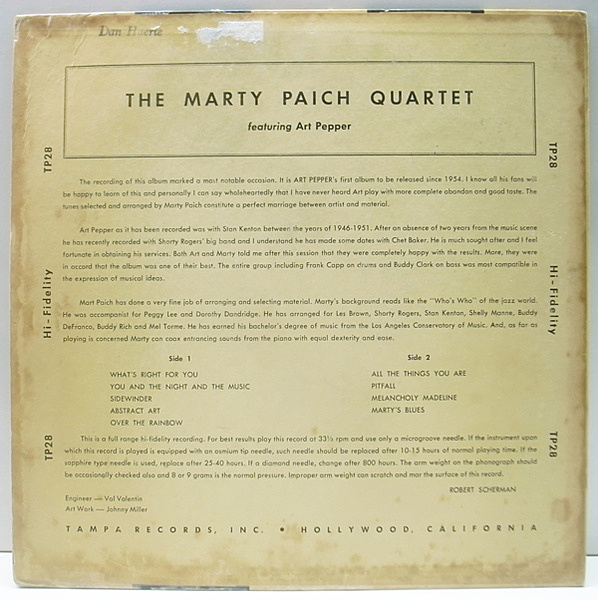 Dan
THE MARTY PAICH QUARTET
featuring Art Pepper
TP28
TP28
The recording of this album marked a most notable occasion. It is ART PEPPER's first album to be released since 1954. I know all his fans will
be happy to learn of this and personally I can say wholeheartedly that I have never heard Art play with more complete abandon and good taste. The
tunes selected and arranged by Marty Paich constitute a perfect marriage between artist and material.
Art Pepper as it has been recorded was with Stan Kenton between the years of 1946-1951. After an absence of two years from the music scene
he has recently recorded with Shorty Rogers' big band and I understand he has made some dates with Chet Baker. He is much sought after and I feel
fortunate in obtaining his services. Both Art and Marty told me after this session that they were completely happy with the results. More, they were
in accord that the album was one of their best. The entire group including Frank Capp on drums and Buddy Clark on bass was most compatible in
the expression of musical ideas.
Hi-Fidelity
Hi-Fidelity
Mart Paich has done a very fine job of arranging and selecting material. Marty's background reads like the "Who's Who" of the jazz world.
He was accompanist for Peggy Lee and Dorothy Dandridge. He has arranged for Les Brown, Shorty Rogers, Stan Kenton, Shelly Manne, Buddy
DeFranco, Buddy Rich and Mel Torme. He has earned his bachelor's degree of music from the Los Angeles Conservatory of Music. And, as far as
playing is concerned Marty can coax entrancing sounds from the piano with equal dexterity and ease.
Side 1
WHAT'S RIGHT FOR YOU
YOU AND THE NIGHT AND THE MUSIC
SIDEWINDER
ABSTRACT ART
OVER THE RAINBOW
Side 2
ALL THE THINGS YOU ARE
PITFALL
MELANCHOLY MADELINE
MARTY'S BLUES
TP28
TP28
This is a full range hi-fidelity recording. For best results play this record at 33⅓ rpm and use only a microgroove needle. If the instrument upon
which this record is played is equipped with an osmium tip needle, such needle should be replaced after 10-15 hours of normal playing time. If the
sapphire type needle is used, replace after 25-40 hours. If a diamond needle, change after 800 hours. The arm weight on the phonograph should
be occasionally checked also and 8 or 9 grams is the normal pressure. Improper arm weight can scratch and mar the surface of this record.
ROBERT SCHERMAN
Engineer — Val Valentin
Art Work — Johnny Miller
TAMPA RECORDS, INC. • HOLLYWOOD, CALIFORNIA